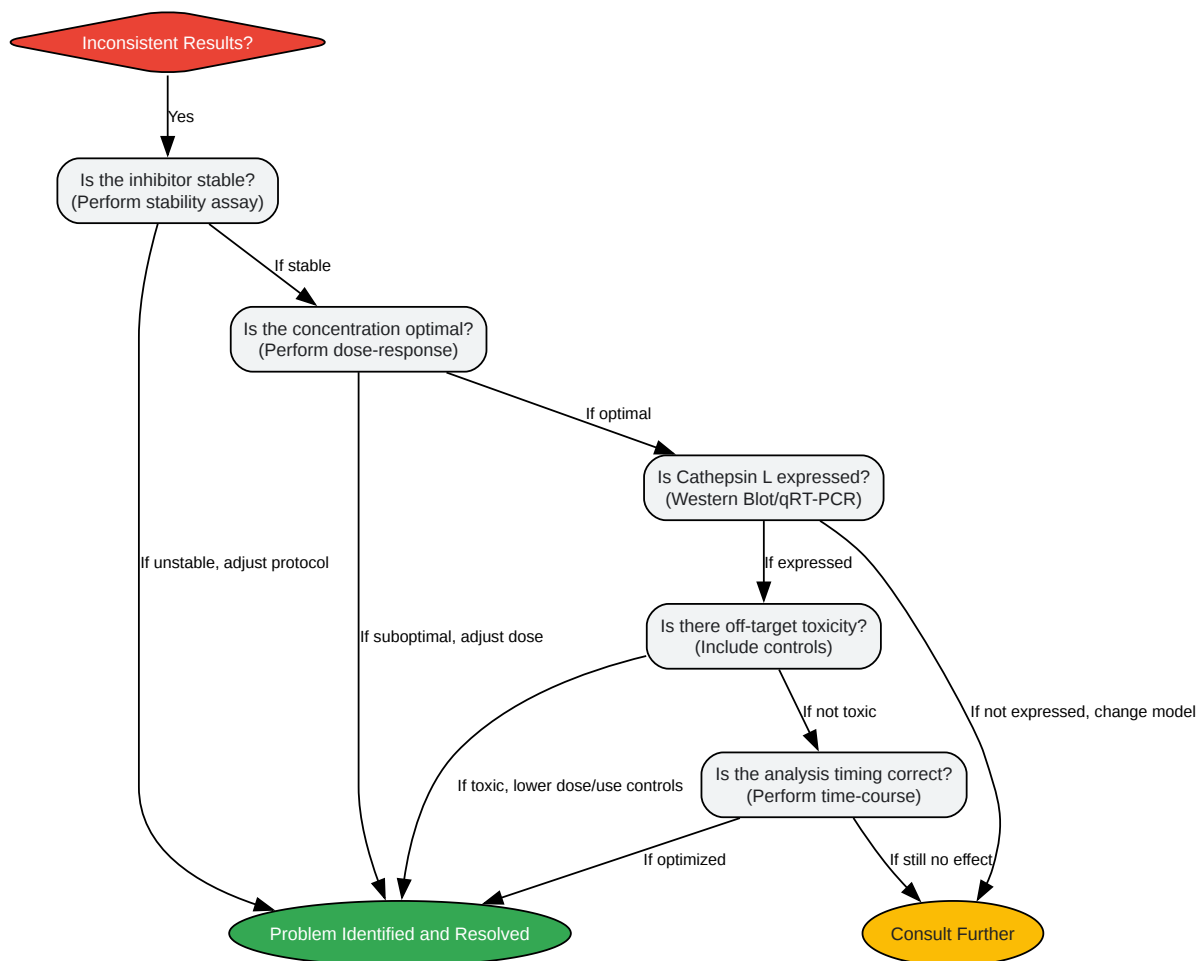 Inconsistent Results?
Yes
Is the inhibitor stable?
(Perform stability assay)
If stable
Is the concentration optimal?
(Perform dose-response)
If optimal
Is Cathepsin L expressed?
(Western Blot/qRT-PCR)
If unstable, adjust protocol
If expressed
Is there off-target toxicity?
(Include controls)
If suboptimal, adjust dose
If not toxic
If not expressed, change model
Is the analysis timing correct?
(Perform time-course)
If toxic, lower dose/use controls
If optimized
If still no effect
Problem Identified and Resolved
Consult Further